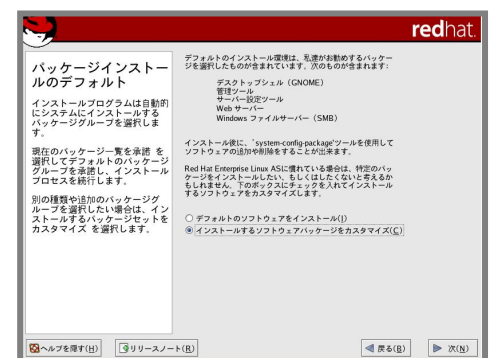 redhat.
パッケージインストー
ルのデフォルト
インストールプログラムは自動的
にシステムにインストールする
パッケージグループを選択しま
す。
現在のパッケージ一覧を承諾 を
選択してデフォルトのパッケージ
グループを承諾し、インストール
プロセスを続行します。
別の種類や追加のパッケージグ
ループを選択したい場合は、イン
ストールするパッケージセットを
カスタマイズ を選択します。
デフォルトのインストール環境は、私達がお勧めするパッケー
ジを選択したものが含まれています。次のものが含まれます:
デスクトップシェル（GNOME）
管理ツール
サーバー設定ツール
Web サーバー
Windows ファイルサーバー（SMB）
インストール後に、`system-config-package'ツールを使用して
ソフトウェアの追加や削除をすることが出来ます。
Red Hat Enterprise Linux ASに慣れている場合は、特定のパッ
ケージをインストールしたい、もしくはしたくないと考えるか
もしれません。下のボックスにチェックを入れてインストール
するソフトウェアをカスタマイズします。
デフォルトのソフトウェアをインストール(I)
インストールするソフトウェアパッケージをカスタマイズ(C)
ヘルプを隠す(H)
リリースノート(R)
戻る(B)
次(N)